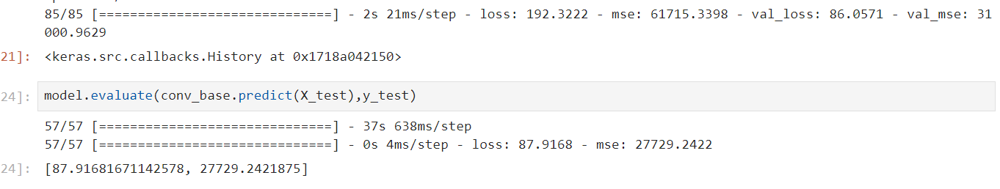 85/85 [==============================] - 2s 21ms/step - loss: 192.3222 - mse: 61715.3398 - val_loss: 86.0571 - val_mse: 31
000.9629
21]: <keras.src.callbacks.History at 0x1718a042150>
24]: model.evaluate(conv_base.predict(X_test),y_test)
57/57 [==============================] - 37s 638ms/step
57/57 [==============================] - 0s 4ms/step - loss: 87.9168 - mse: 27729.2422
24]: [87.91681671142578, 27729.2421875]